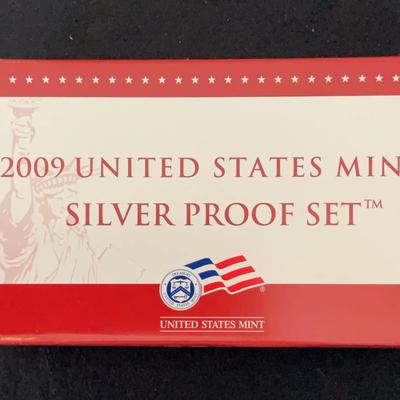 2009 UNITED STATES MIN
SILVER PROOF SET™
UNITED STATES MINT